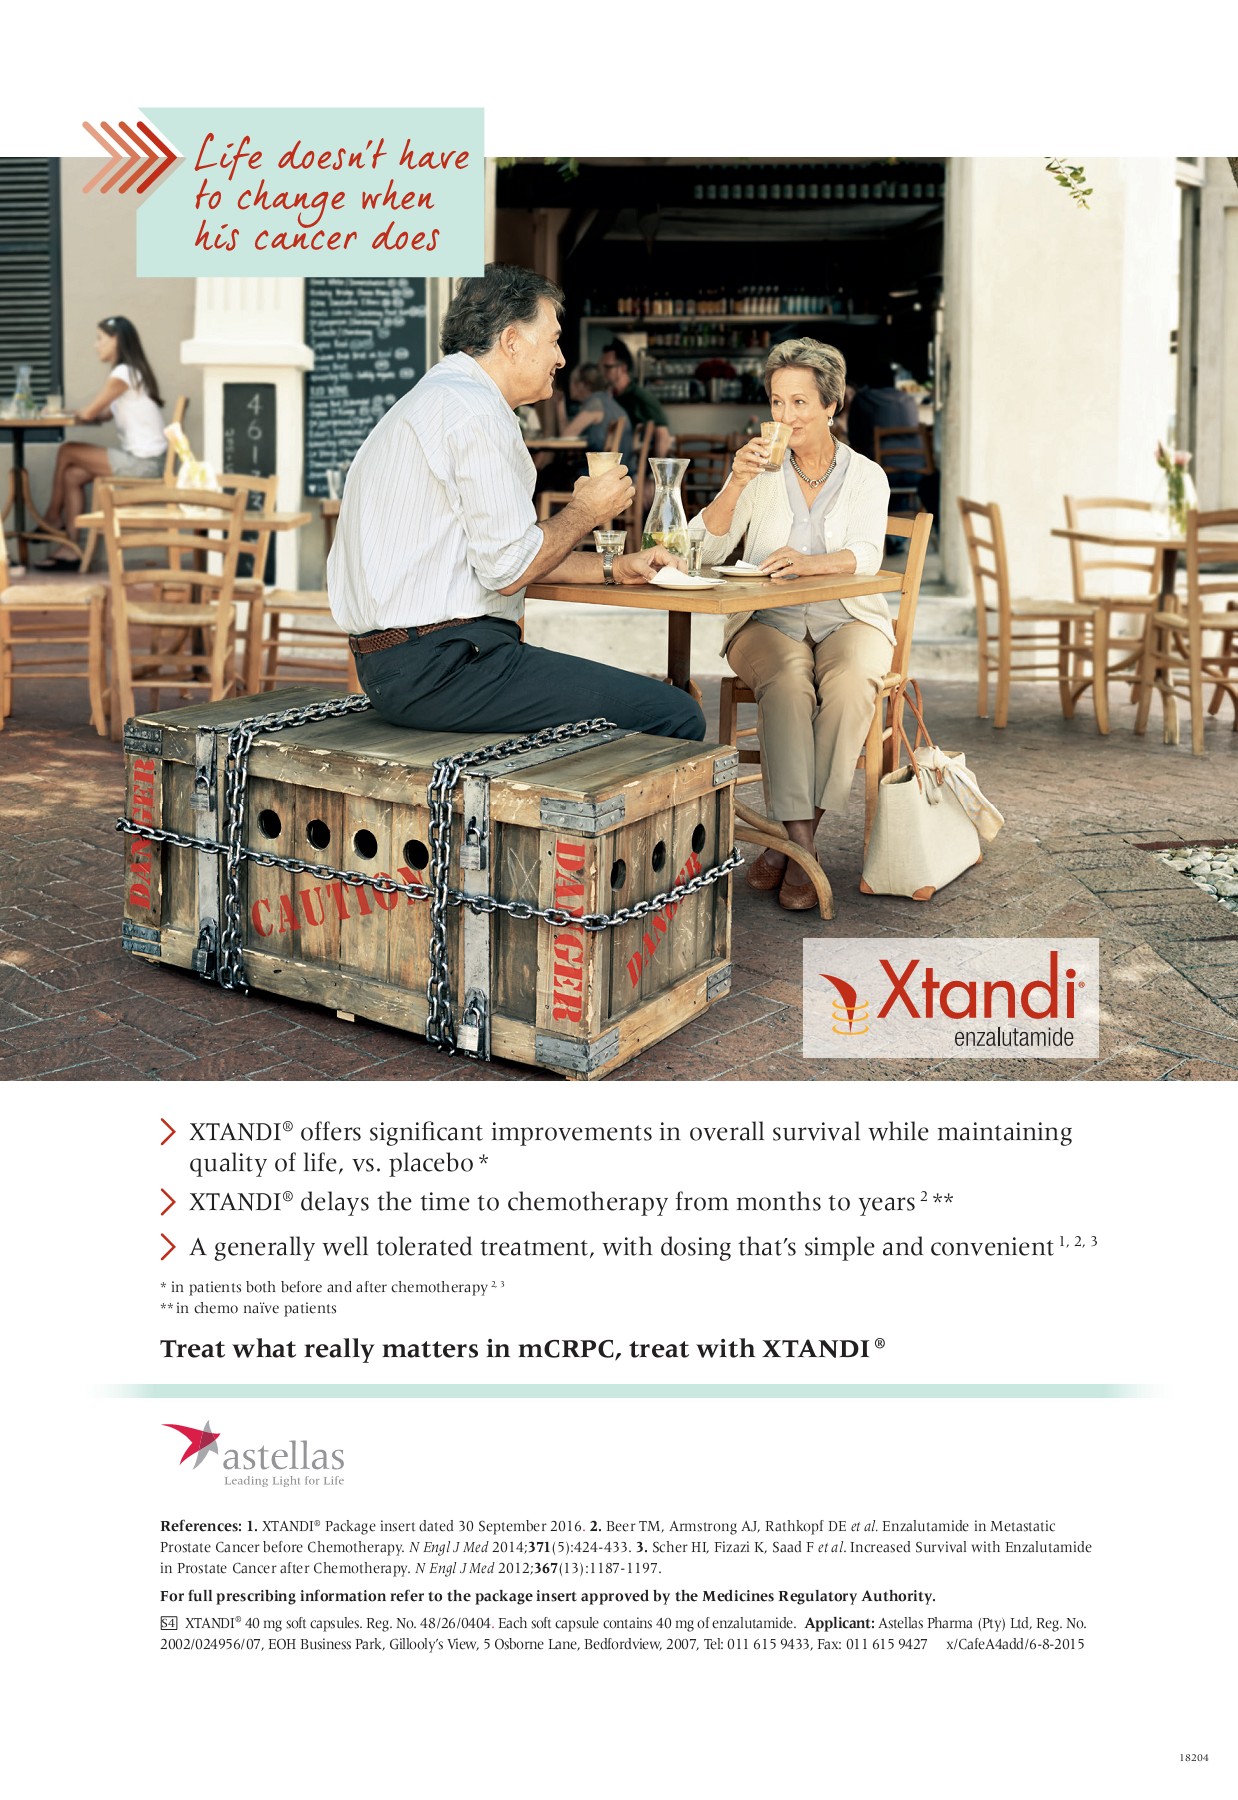 Life doesn't have
to change when
his cancer does
4
6
1
DANGER
CAUTION
DANGER
DANGER
Xtandi®
enzalutamide
XTANDI® offers significant improvements in overall survival while maintaining
quality of life, vs. placebo *
XTANDI® delays the time to chemotherapy from months to years 2 **
A generally well tolerated treatment, with dosing that's simple and convenient 1, 2, 3
* in patients both before and after chemotherapy 2, 3
** in chemo naïve patients
Treat what really matters in mCRPC, treat with XTANDI ®
astellas
Leading Light for Life
References: 1. XTANDI® Package insert dated 30 September 2016. 2. Beer TM, Armstrong AJ, Rathkopf DE et al. Enzalutamide in Metastatic
Prostate Cancer before Chemotherapy. N Engl J Med 2014;371(5):424-433. 3. Scher HI, Fizazi K, Saad F et al. Increased Survival with Enzalutamide
in Prostate Cancer after Chemotherapy. N Engl J Med 2012;367(13):1187-1197.
For full prescribing information refer to the package insert approved by the Medicines Regulatory Authority.
S4 XTANDI® 40 mg soft capsules. Reg. No. 48/26/0404. Each soft capsule contains 40 mg of enzalutamide. Applicant: Astellas Pharma (Pty) Ltd, Reg. No.
2002/024956/07, EOH Business Park, Gillooly's View, 5 Osborne Lane, Bedfordview, 2007, Tel: 011 615 9433, Fax: 011 615 9427 x/CafeA4add/6-8-2015
18204